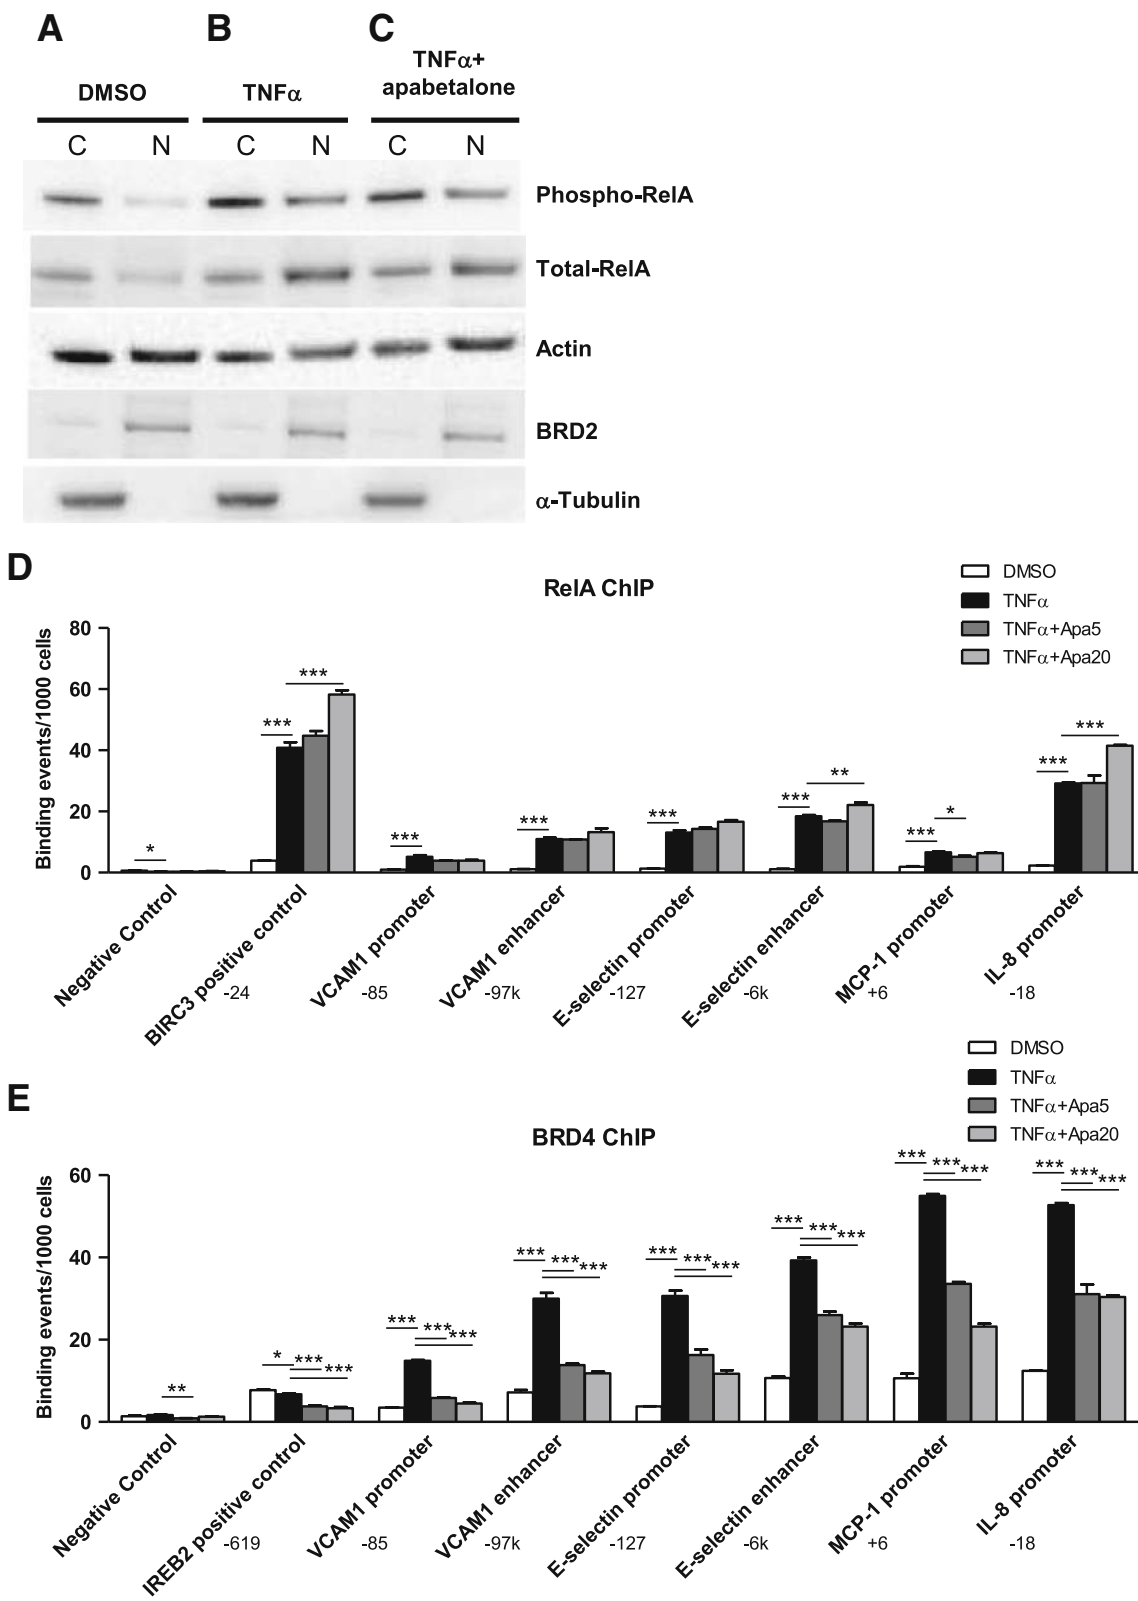 A B C
DMSO TNFα TNFα+
apabetalone
C N C N C N
Phospho-RelA
Total-RelA
Actin
BRD2
α-Tubulin
D
RelA ChIP
DMSO
TNFα
TNFα+Apa5
TNFα+Apa20
Binding events/1000 cells
80
60
40
20
0
*
*** ***
***
***
***
*** **
*** *
*** ***
Negative Control
BIRC3 positive control
VCAM1 promoter
VCAM1 enhancer
E-selectin promoter
E-selectin enhancer
MCP-1 promoter
IL-8 promoter
-24 -85 -97k -127 -6k +6 -18
E
BRD4 ChIP
DMSO
TNFα
TNFα+Apa5
TNFα+Apa20
Binding events/1000 cells
60
40
20
0
**
* *** ***
*** *** ***
*** *** ***
*** *** ***
*** *** ***
*** *** ***
*** *** ***
Negative Control
IREB2 positive control
VCAM1 promoter
VCAM1 enhancer
E-selectin promoter
E-selectin enhancer
MCP-1 promoter
IL-8 promoter
-619 -85 -97k -127 -6k +6 -18